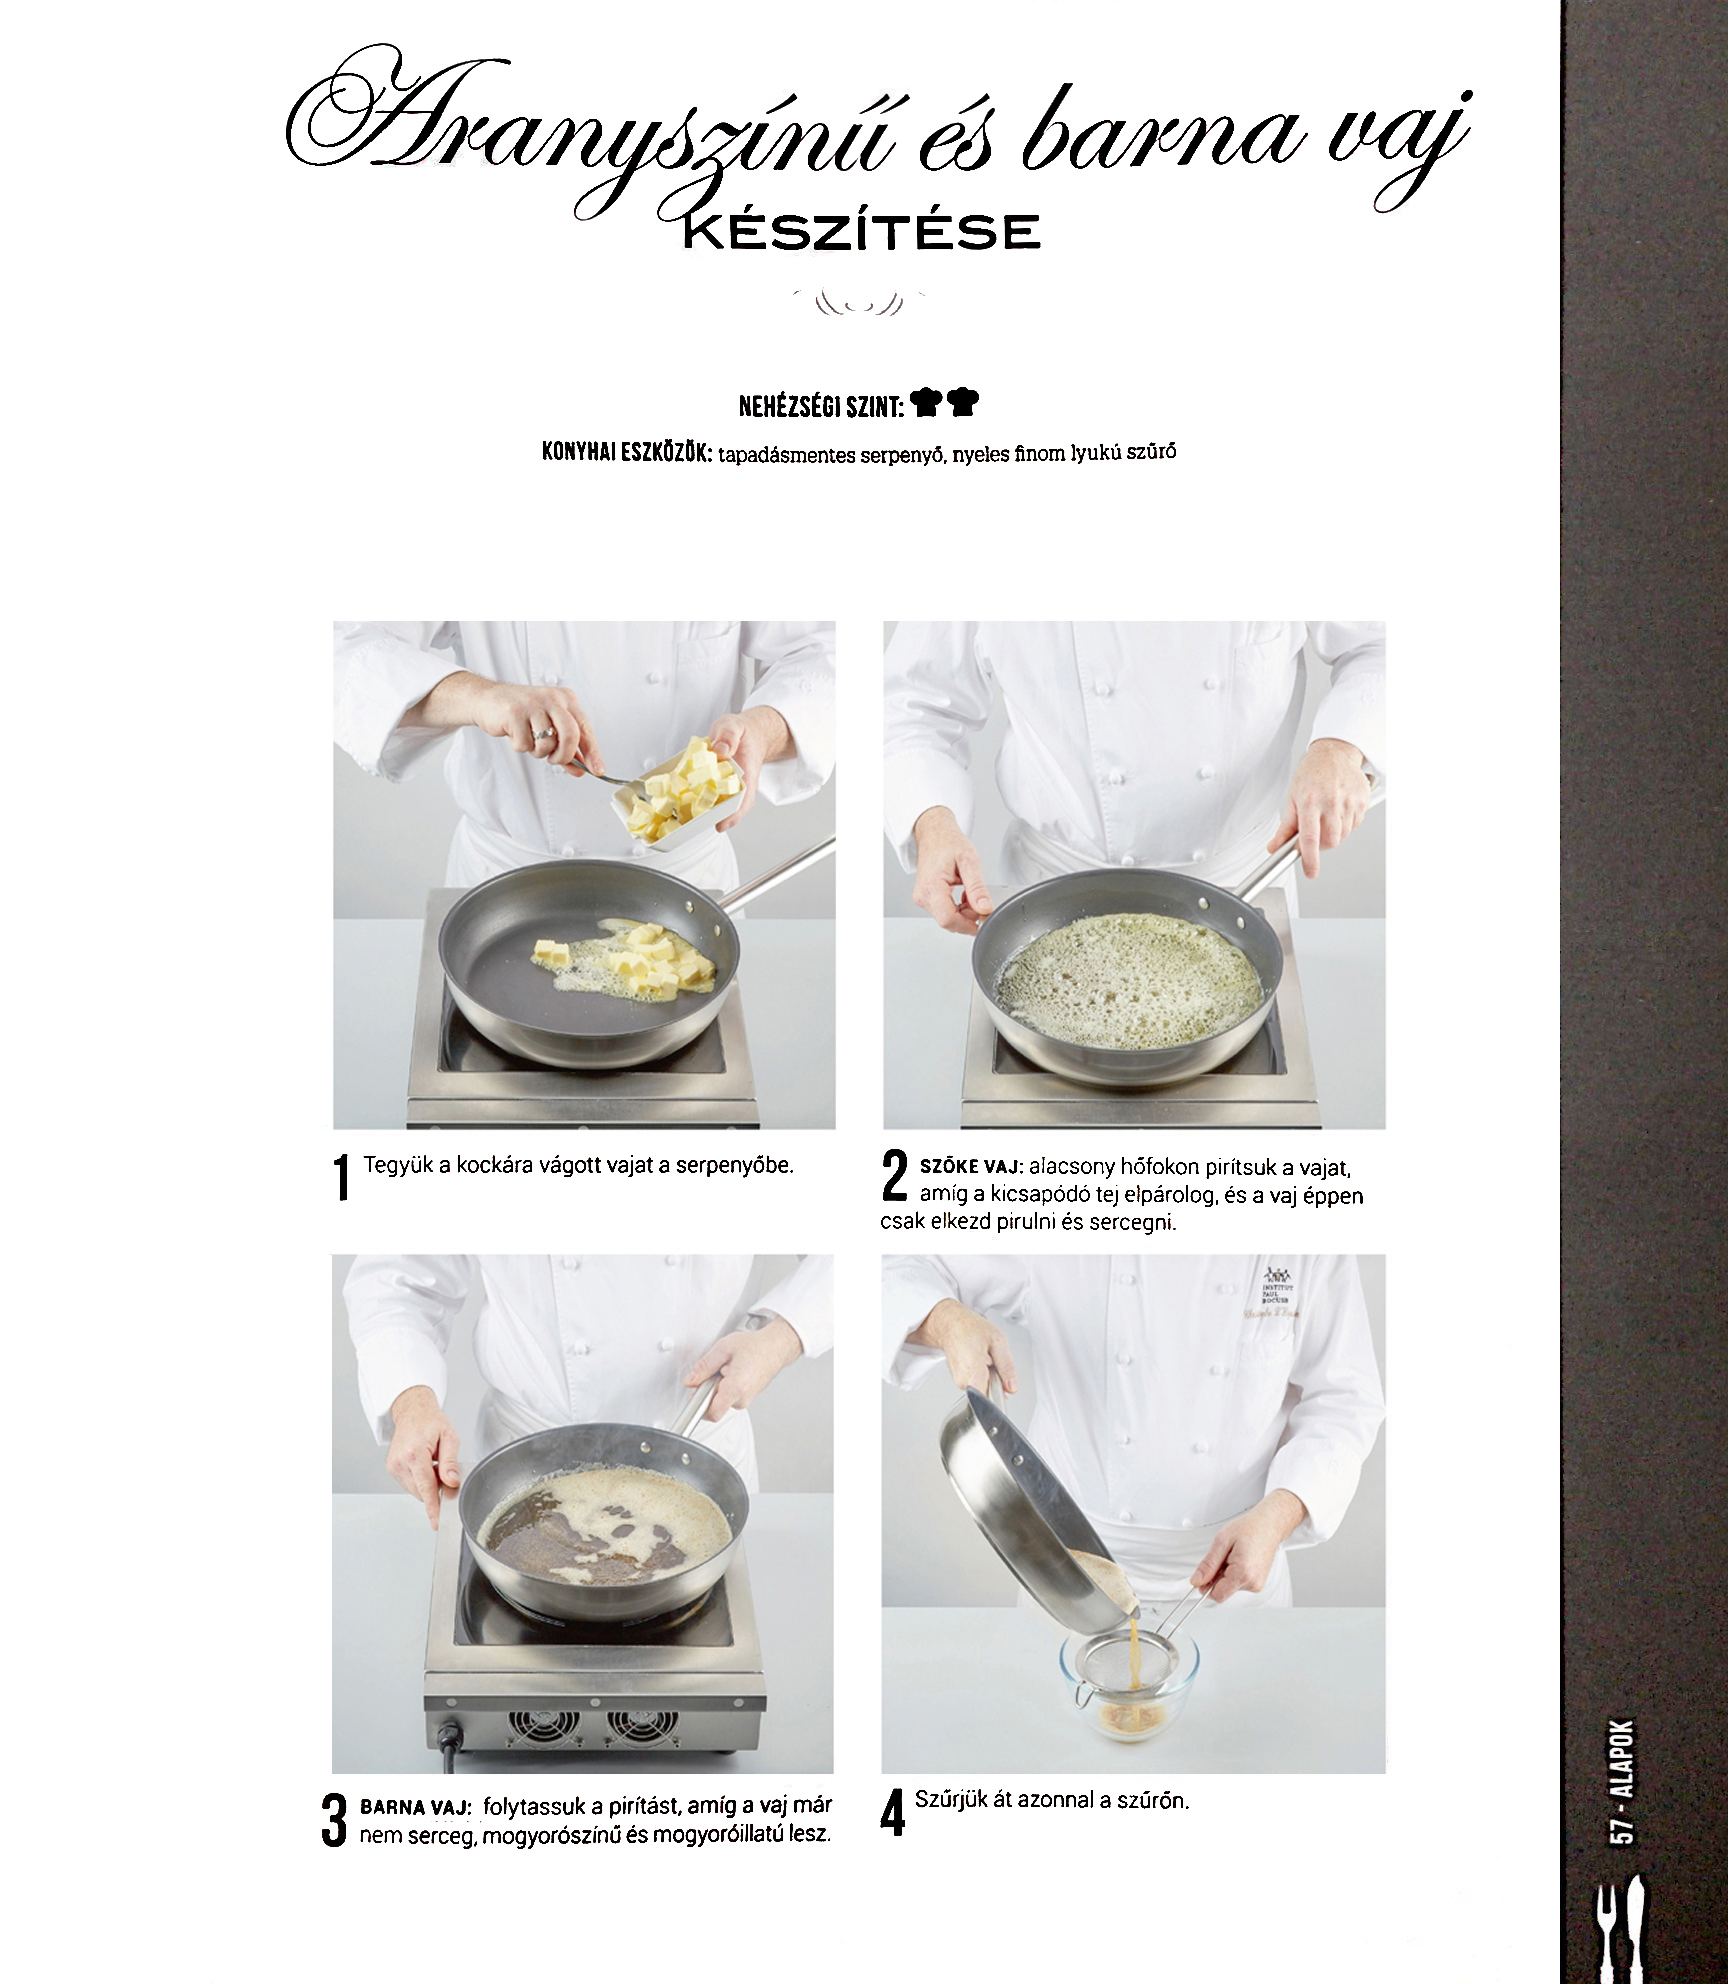 Aranyszínű és barna vaj
KÉSZÍTÉSE
NEHÉZSÉGI SZINT:
KONYHAI ESZKÖZÖK: tapadásmentes serpenyő, nyeles finom lyukú szűrő
1 Tegyük a kockára vágott vajat a serpenyőbe.
2 SZŐKE VAJ: alacsony hőfokon pirítsuk a vajat,
amíg a kicsapódó tej elpárolog, és a vaj éppen
csak elkezd pirulni és sercegni.
INSTITUT
PAUL
BOCUSE
3 BARNA VAJ: folytassuk a pirítást, amíg a vaj már
nem serceg, mogyorószínű és mogyoróillatú lesz.
4 Szűrjük át azonnal a szűrőn.
57 - ALAPOK